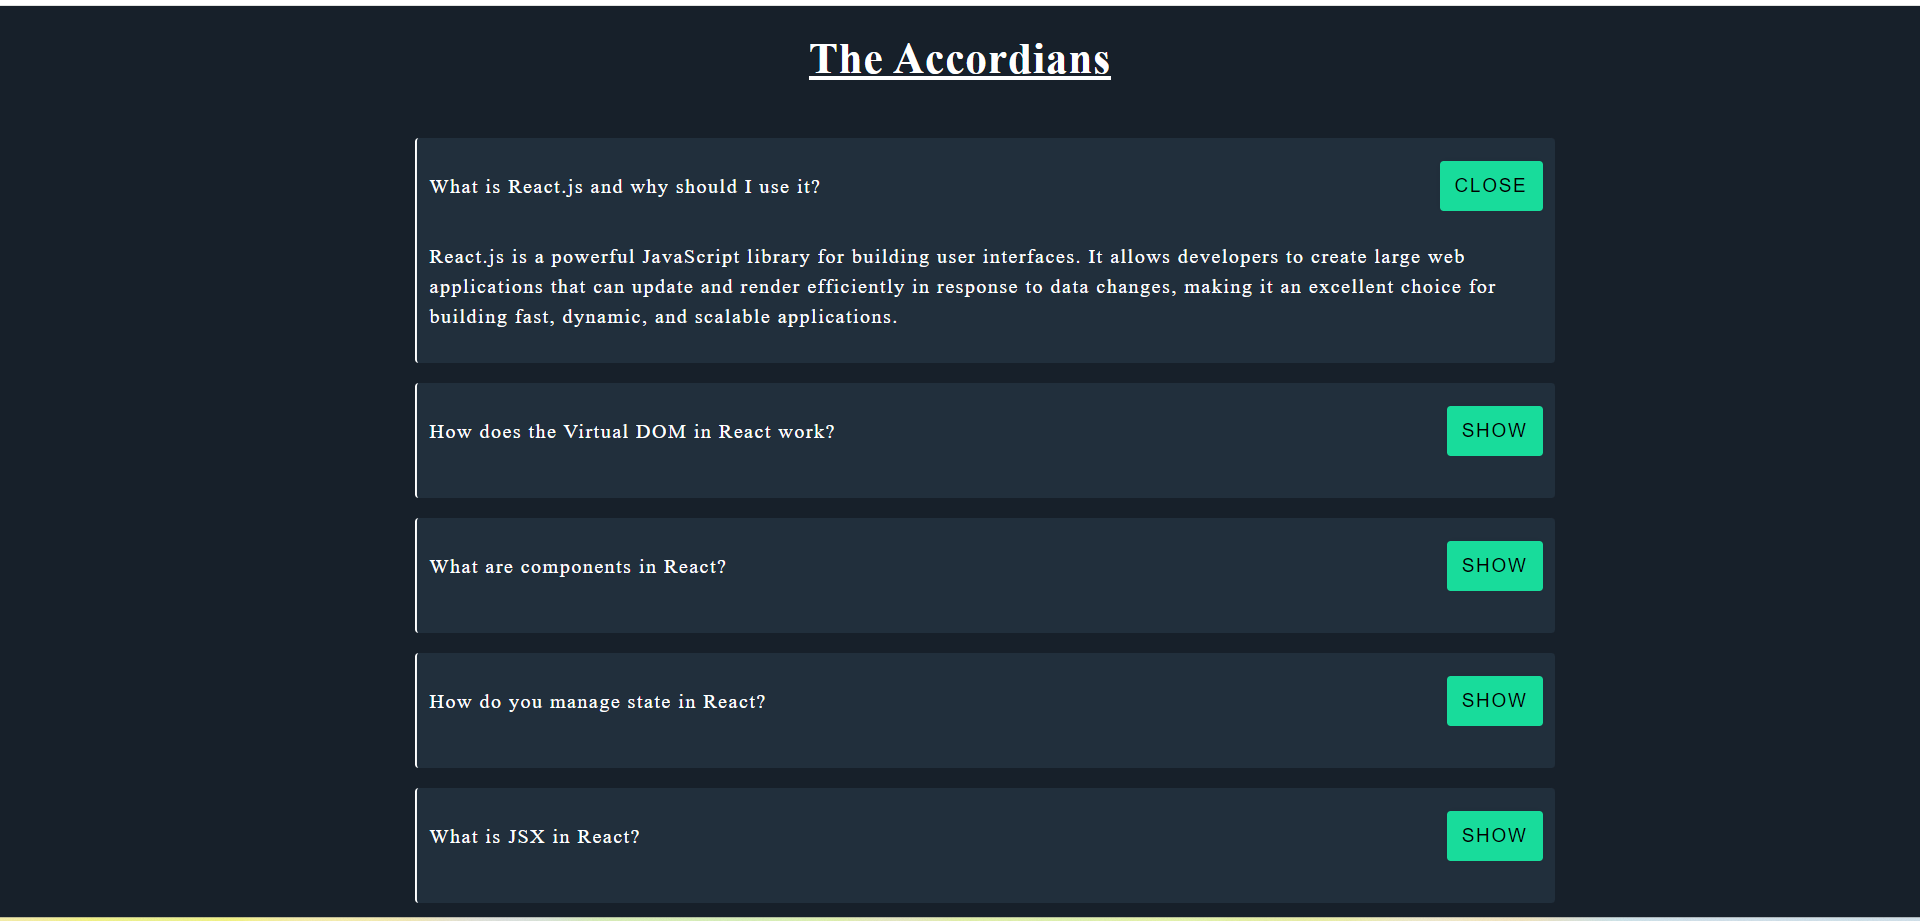 The Accordians
What is React.js and why should I use it?
CLOSE
React.js is a powerful JavaScript library for building user interfaces. It allows developers to create large web
applications that can update and render efficiently in response to data changes, making it an excellent choice for
building fast, dynamic, and scalable applications.
How does the Virtual DOM in React work?
SHOW
What are components in React?
SHOW
How do you manage state in React?
SHOW
What is JSX in React?
SHOW